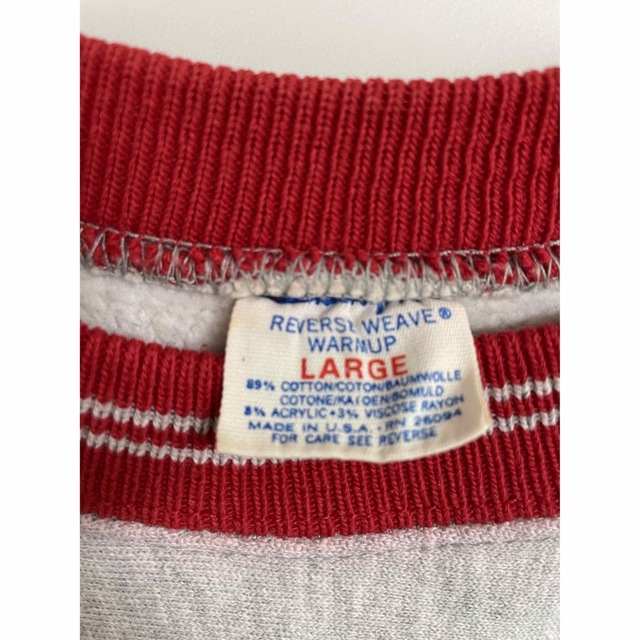 REVERSE WEAVE®
WARMUP
LARGE
89% COTTON/COTON/BAUMWOLLE
COTONE/KATOEN/BOMULD
8% ACRYLIC • 3% VISCOSE RAYON
MADE IN U.S.A. - RN 26094
FOR CARE SEE REVERSE